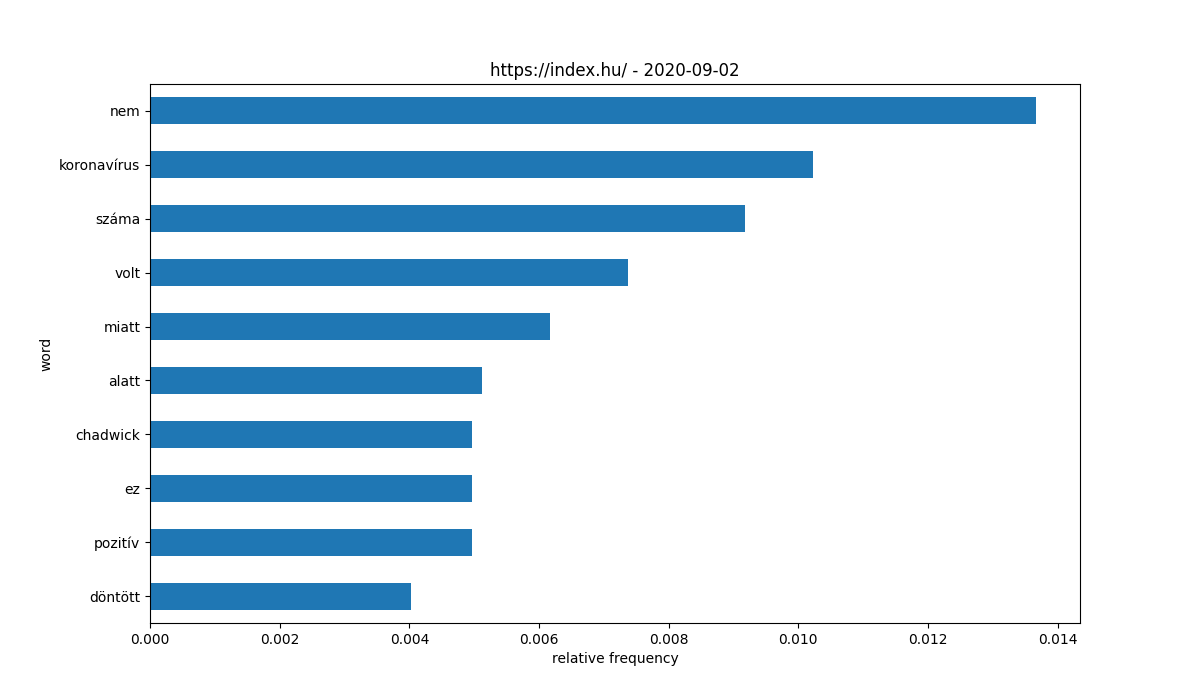 https://index.hu/ - 2020-09-02
nem
koronavírus
száma
volt
miatt
alatt
chadwick
ez
pozitív
döntött
word
0.000 0.002 0.004 0.006 0.008 0.010 0.012 0.014
relative frequency